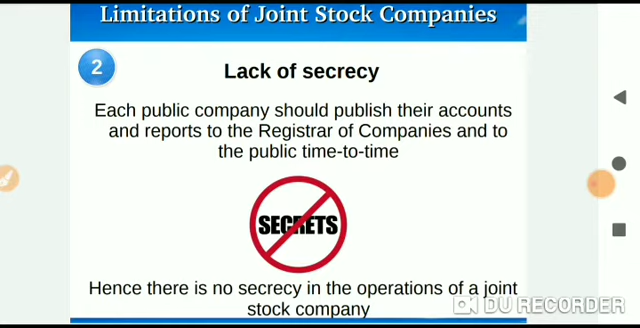 Limitations of Joint Stock Companies
2
Lack of secrecy
Each public company should publish their accounts
and reports to the Registrar of Companies and to
the public time-to-time
SECRETS
Hence there is no secrecy in the operations of a joint
stock company
DU RECORDER